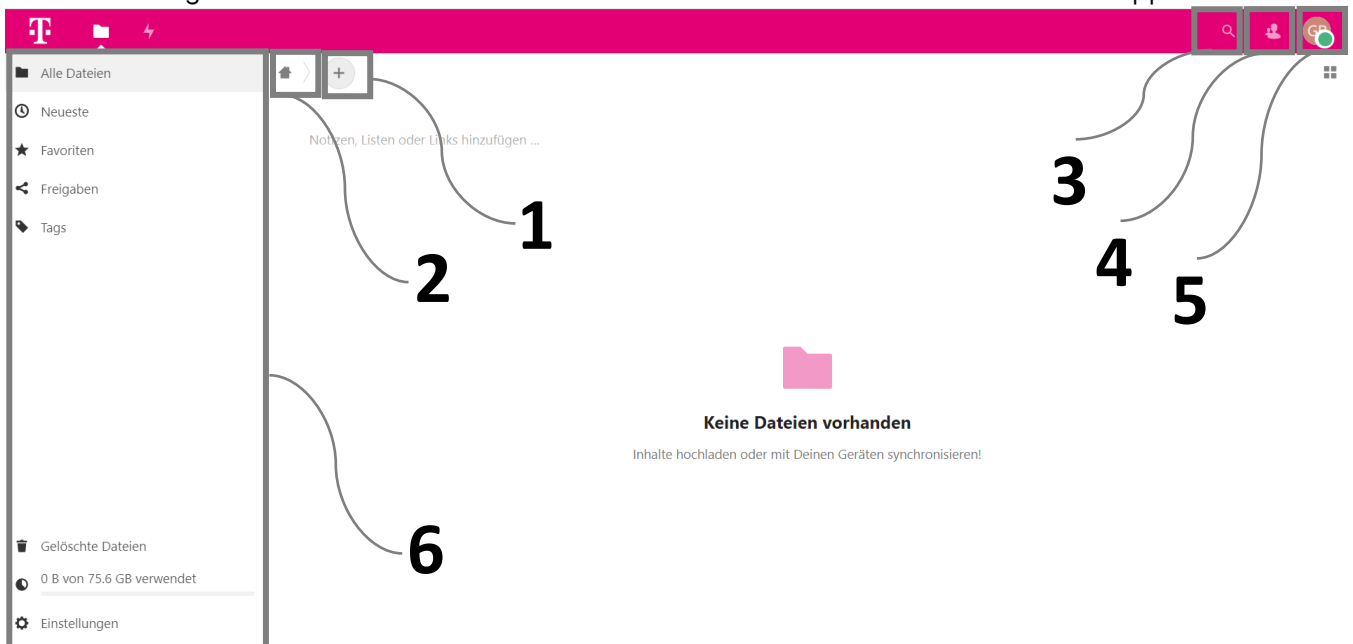 T
GB
Alle Dateien
Neueste
Notizen, Listen oder Links hinzufügen ...
Favoriten
Freigaben
Tags
1
2
3
4
5
Keine Dateien vorhanden
Inhalte hochladen oder mit Deinen Geräten synchronisieren!
6
Gelöschte Dateien
0 B von 75.6 GB verwendet
Einstellungen